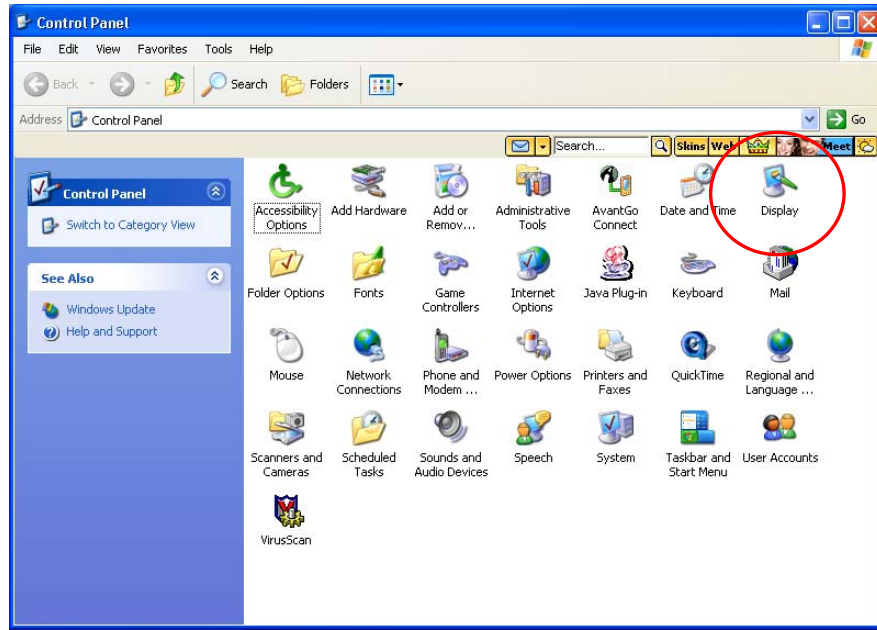 Control Panel
File Edit View Favorites Tools Help
Back Search Folders
Address Control Panel Go
Search... Skins Web Meet
Control Panel
Switch to Category View
See Also
Windows Update
Help and Support
Accessibility Options
Add Hardware
Add or Remov...
Administrative Tools
AvantGo Connect
Date and Time
Display
Folder Options
Fonts
Game Controllers
Internet Options
Java Plug-in
Keyboard
Mail
Mouse
Network Connections
Phone and Modem ...
Power Options
Printers and Faxes
QuickTime
Regional and Language ...
Scanners and Cameras
Scheduled Tasks
Sounds and Audio Devices
Speech
System
Taskbar and Start Menu
User Accounts
VirusScan